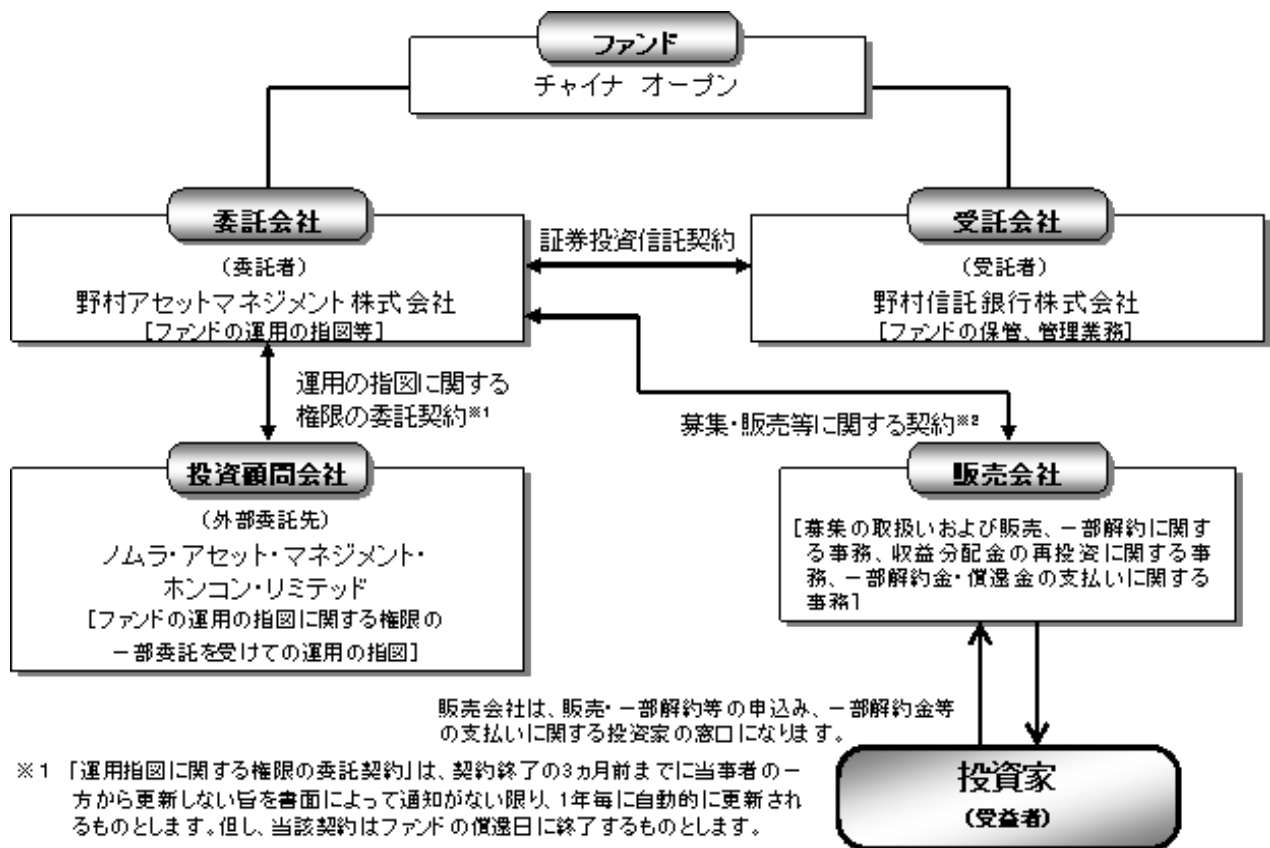 ファンド
チャイナ オープン
委託会社
(委託者)
野村アセットマネジメント株式会社
[ファンドの運用の指図等]
証券投資信託契約
受託会社
(受託者)
野村信託銀行株式会社
[ファンドの保管、管理業務]
運用の指図に関する
権限の委託契約※1
募集・販売等に関する契約※2
投資顧問会社
(外部委託先)
ノムラ・アセット・マネジメント・
ホンコン・リミテッド
[ファンドの運用の指図に関する権限の
一部委託を受けての運用の指図]
販売会社
[募集の取扱いおよび販売、一部解約に関す
る事務、収益分配金の再投資に関する事
務、一部解約金・償還金の支払いに関する
事務]
販売会社は、販売・一部解約等の申込み、一部解約金等
の支払いに関する投資家の窓口になります。
投資家
(受益者)
※1 「運用指図に関する権限の委託契約」は、契約終了の3ヵ月前までに当事者の一
方から更新しない旨を書面によって通知がない限り、1年毎に自動的に更新され
るものとします。但し、当該契約はファンドの償還日に終了するものとします。